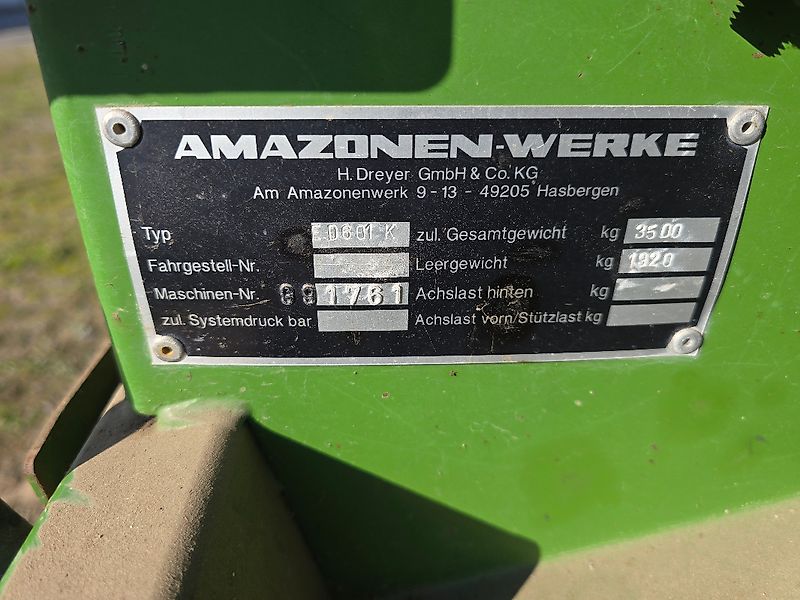 AMAZONEN-WERKE
H. Dreyer GmbH & Co. KG
Am Amazonenwerk 9 - 13 - 49205 Hasbergen
Typ ED601 K zul. Gesamtgewicht kg 3500
Fahrgestell-Nr. Leergewicht kg 1920
Maschinen-Nr. Achslast hinten kg
zul. Systemdruck bar Achslast vorn/Stützlast kg